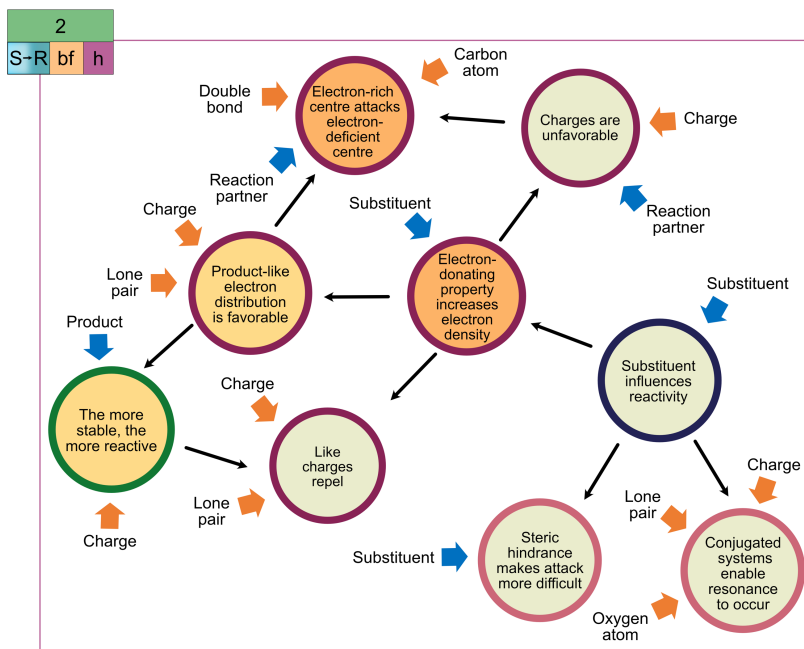 2
S→R bf h
Double
bond
Electron-rich
centre attacks
electron-
deficient
centre
Carbon
atom
Reaction
partner
Charges are
unfavorable
Charge
Reaction
partner
Charge
Lone
pair
Product-like
electron
distribution
is favorable
Substituent
Electron-
donating
property
increases
electron
density
Substituent
Substituent
influences
reactivity
Product
The more
stable, the
more reactive
Charge
Charge
Like
charges
repel
Lone
pair
Substituent
Steric
hindrance
makes attack
more difficult
Charge
Lone
pair
Conjugated
systems
enable
resonance
to occur
Oxygen
atom